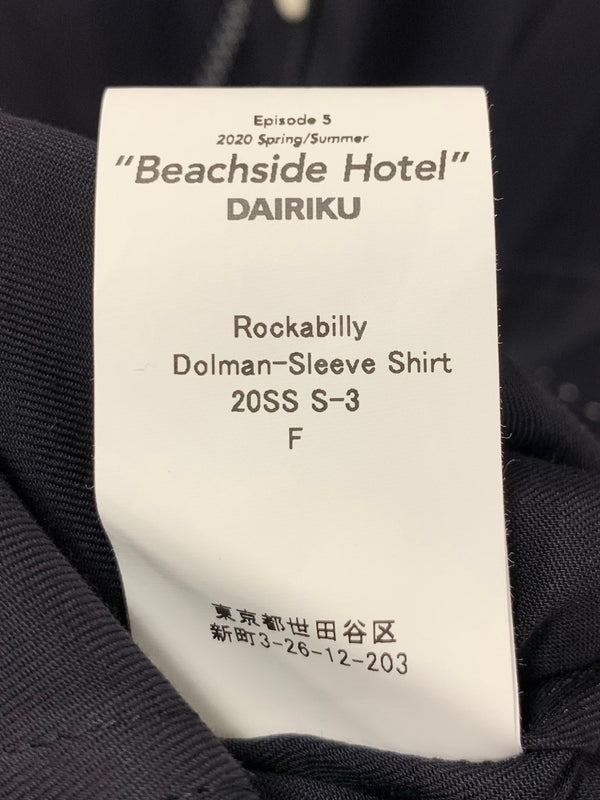 Episode 5
2020 Spring/Summer
"Beachside Hotel"
DAIRIKU
Rockabilly
Dolman-Sleeve Shirt
20SS S-3
F
東京都世田谷区
新町3-26-12-203